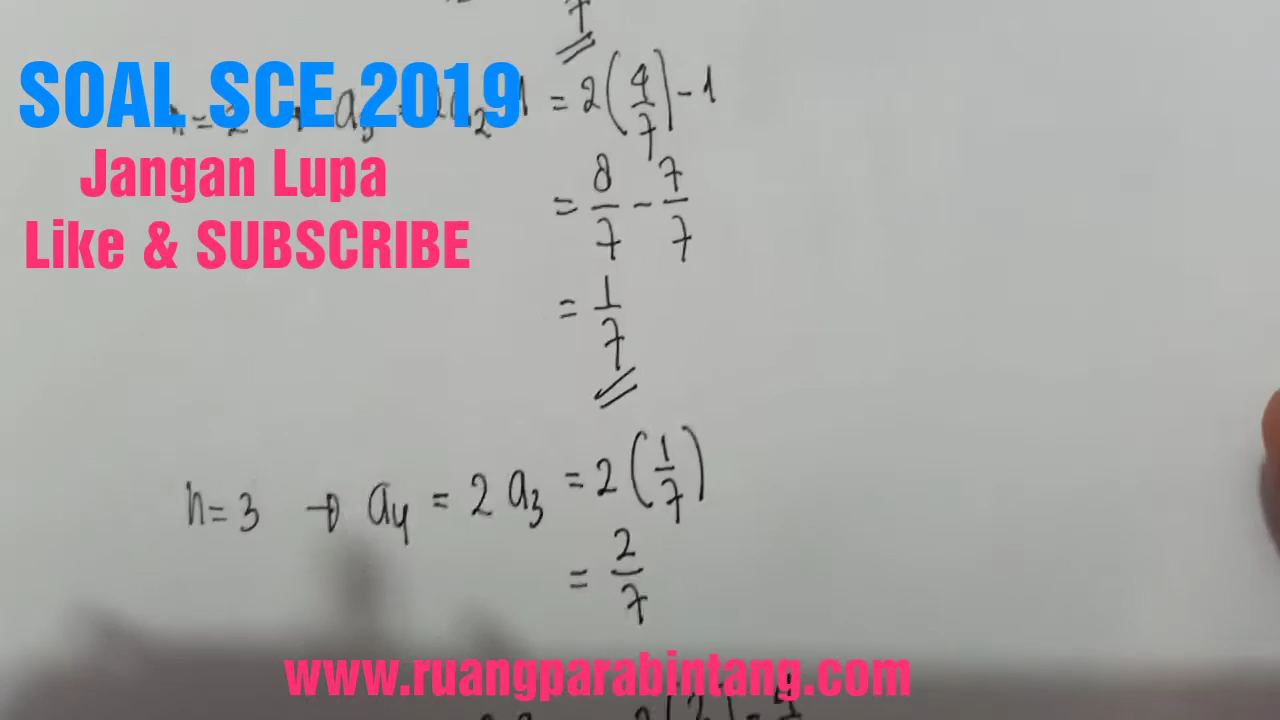 7
SOAL SCE 2019
= 2(4/7) - 1
Jangan Lupa
= 8/7 - 7/7
Like & SUBSCRIBE
= 1/7
n=3 → a4 = 2 a3 = 2(1/7)
= 2/7
www.ruangparabintang.com